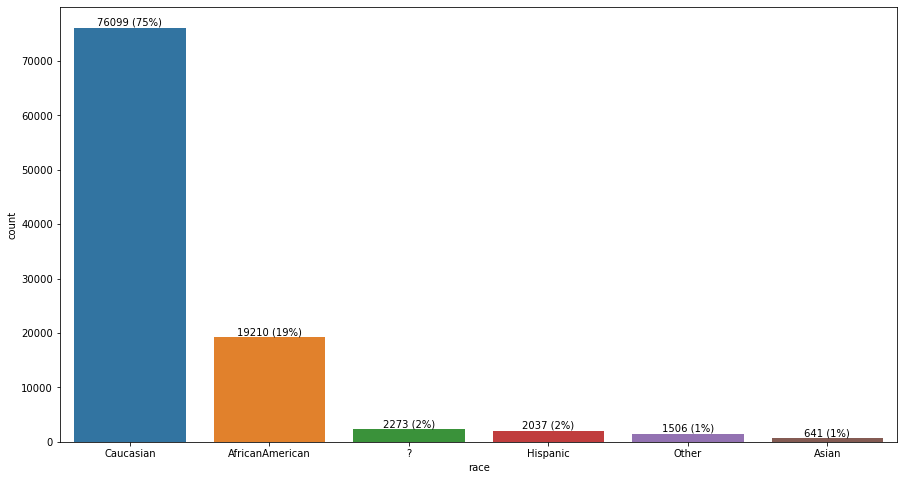 76099 (75%)
70000
60000
50000
40000
30000
20000
10000
0
count
19210 (19%)
2273 (2%)
2037 (2%)
1506 (1%)
641 (1%)
Caucasian
AfricanAmerican
?
Hispanic
Other
Asian
race